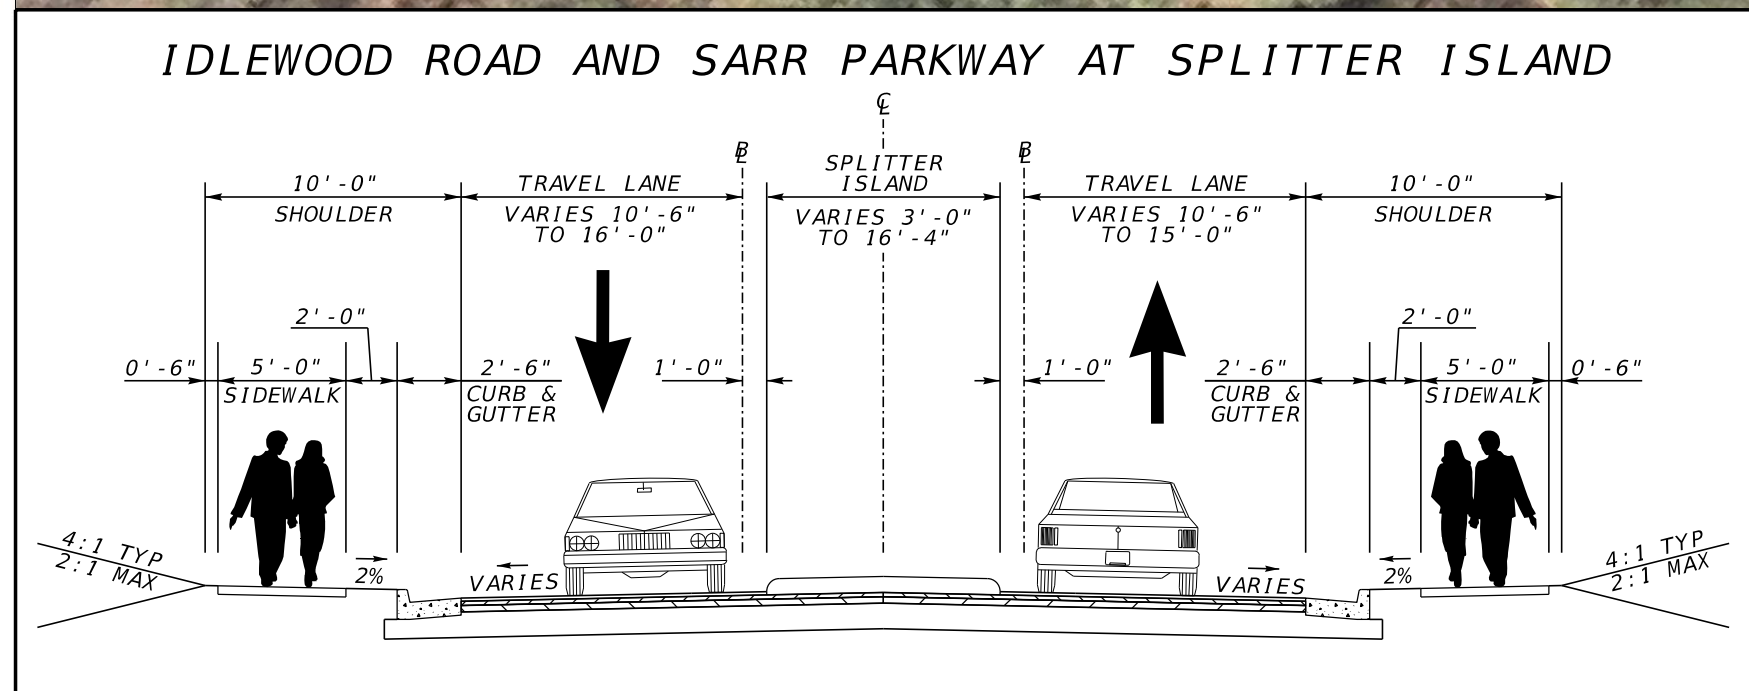 IDLEWOOD ROAD AND SARR PARKWAY AT SPLITTER ISLAND
CL
BL
BL
SPLITTER
ISLAND
10'-0"
SHOULDER
TRAVEL LANE
VARIES 10'-6"
TO 16'-0"
VARIES 3'-0"
TO 16'-4"
TRAVEL LANE
VARIES 10'-6"
TO 15'-0"
10'-0"
SHOULDER
2'-0"
2'-0"
0'-6"
5'-0"
SIDEWALK
2'-6"
CURB &
GUTTER
1'-0"
1'-0"
2'-6"
CURB &
GUTTER
5'-0"
SIDEWALK
0'-6"
4:1 TYP
2:1 MAX
2%
VARIES
VARIES
2%
4:1 TYP
2:1 MAX